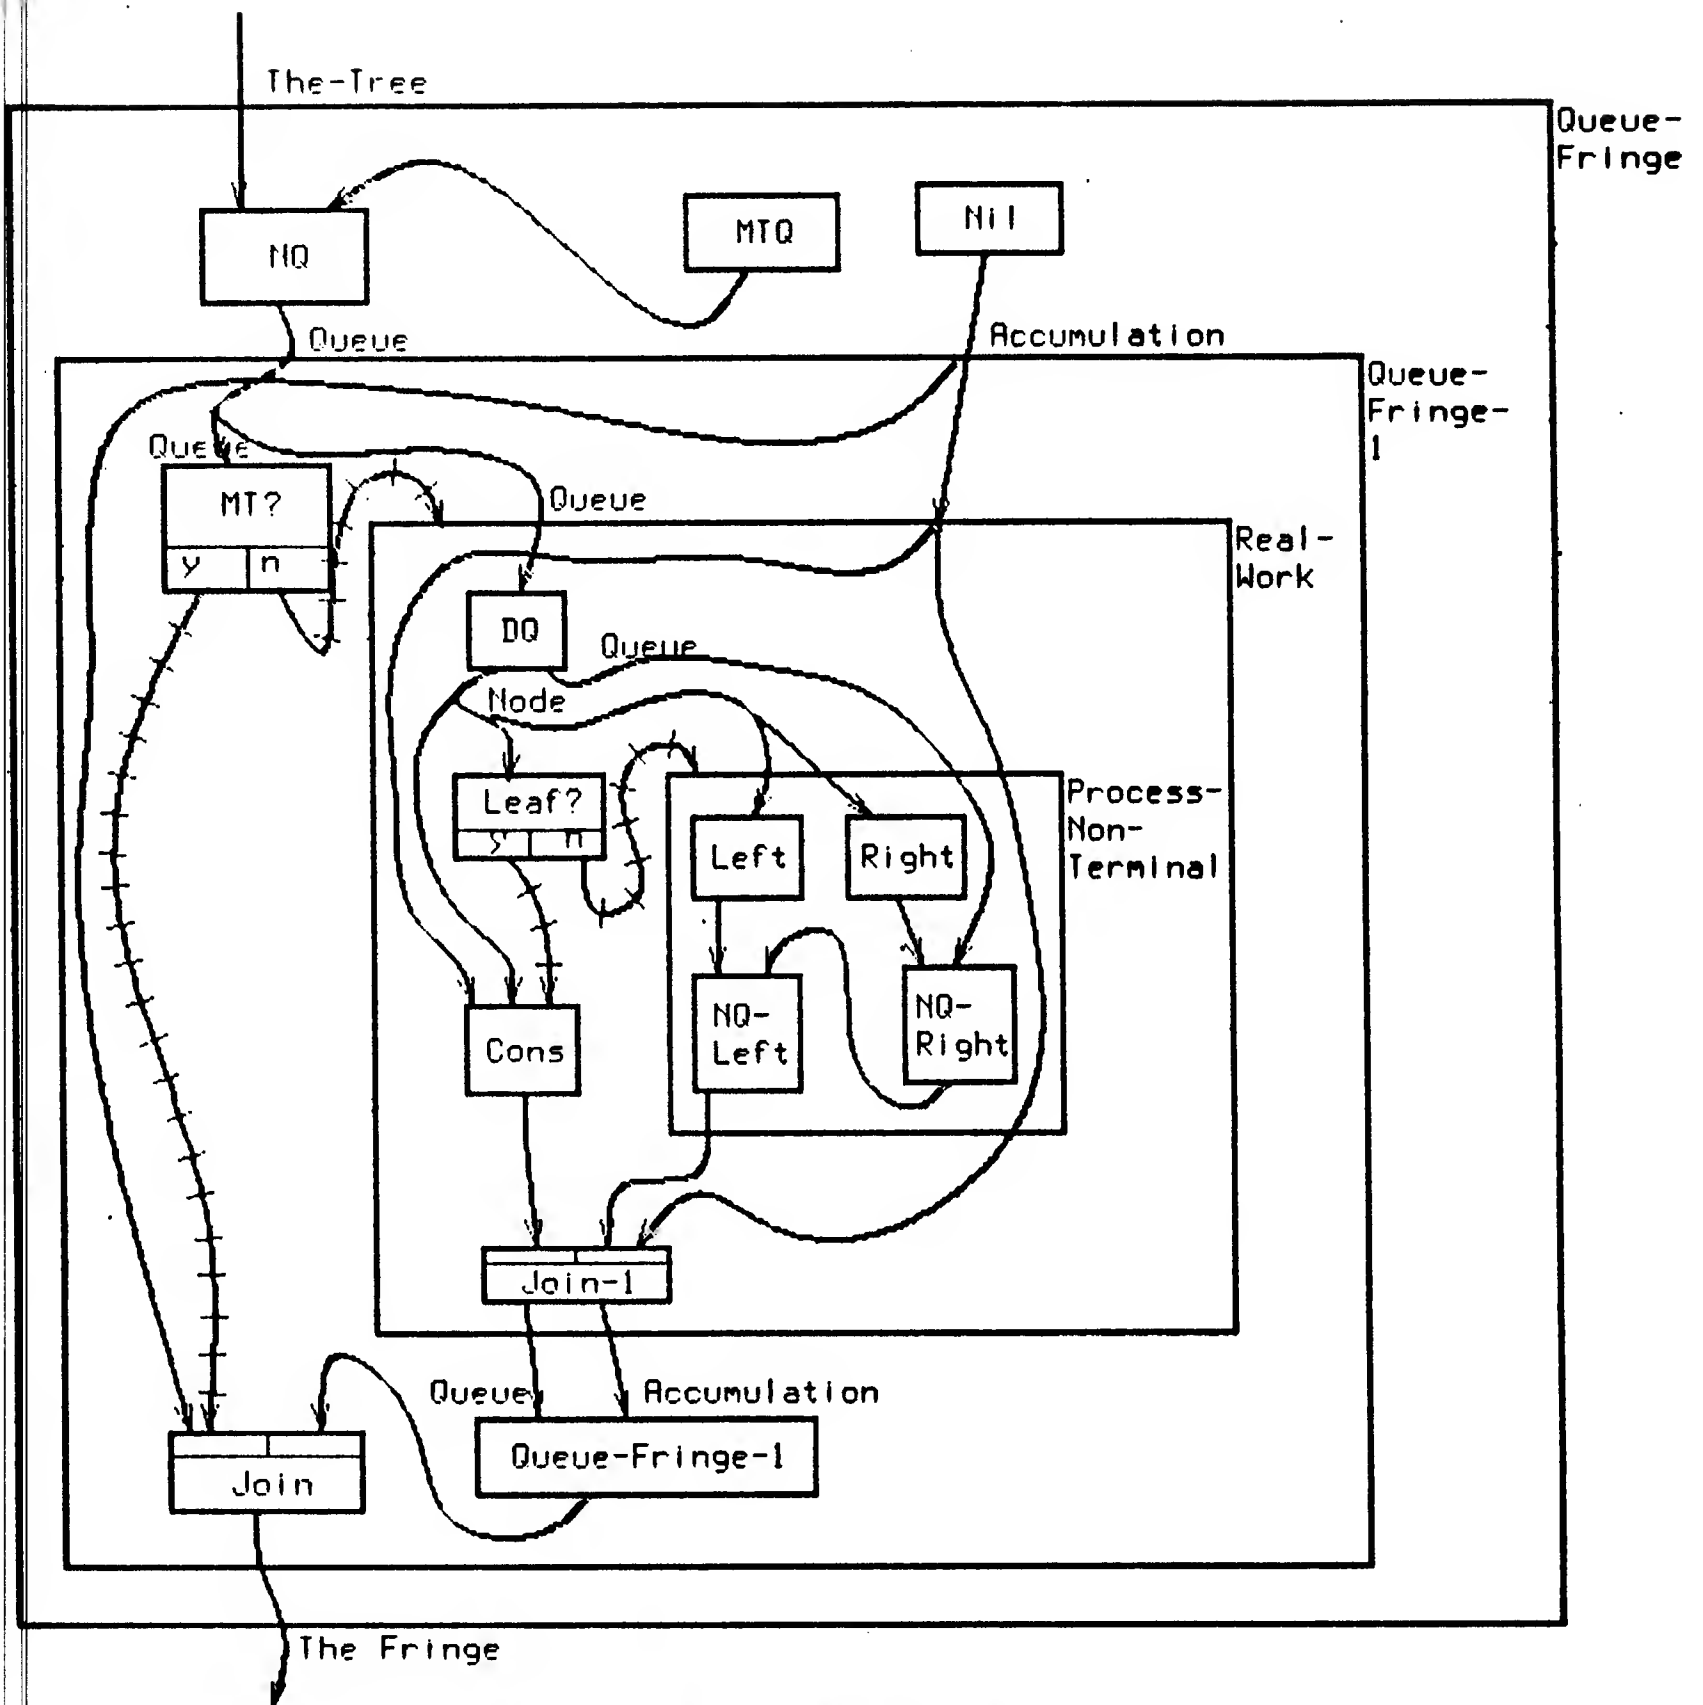 The-Tree
Queue-
Fringe
NQ
MTQ
Nil
Queue
Accumulation
Queue-
Fringe-
1
Queue
MT?
y
n
Queue
Real-
Work
DQ
Queue
Node
Leaf?
y
n
Process-
Non-
Terminal
Left
Right
NQ-
Left
NQ-
Right
Cons
Join-1
Queue
Accumulation
Queue-Fringe-1
Join
The Fringe